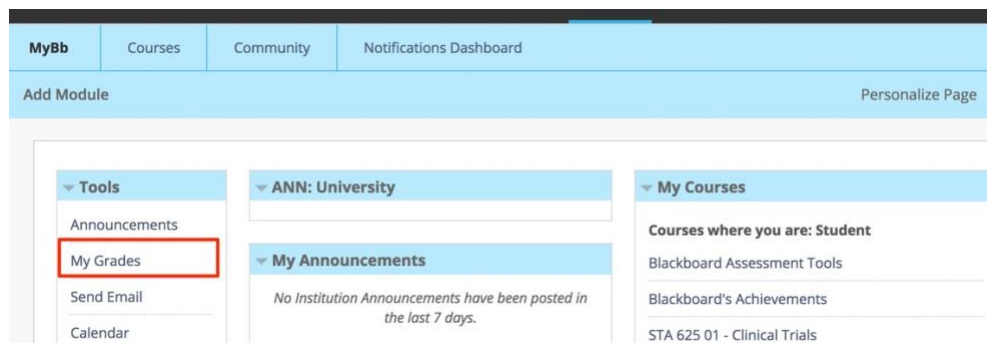 MyBb
Courses
Community
Notifications Dashboard
Add Module
Personalize Page
Tools
Announcements
My Grades
Send Email
Calendar
ANN: University
My Announcements
No Institution Announcements have been posted in
the last 7 days.
My Courses
Courses where you are: Student
Blackboard Assessment Tools
Blackboard's Achievements
STA 625 01 - Clinical Trials